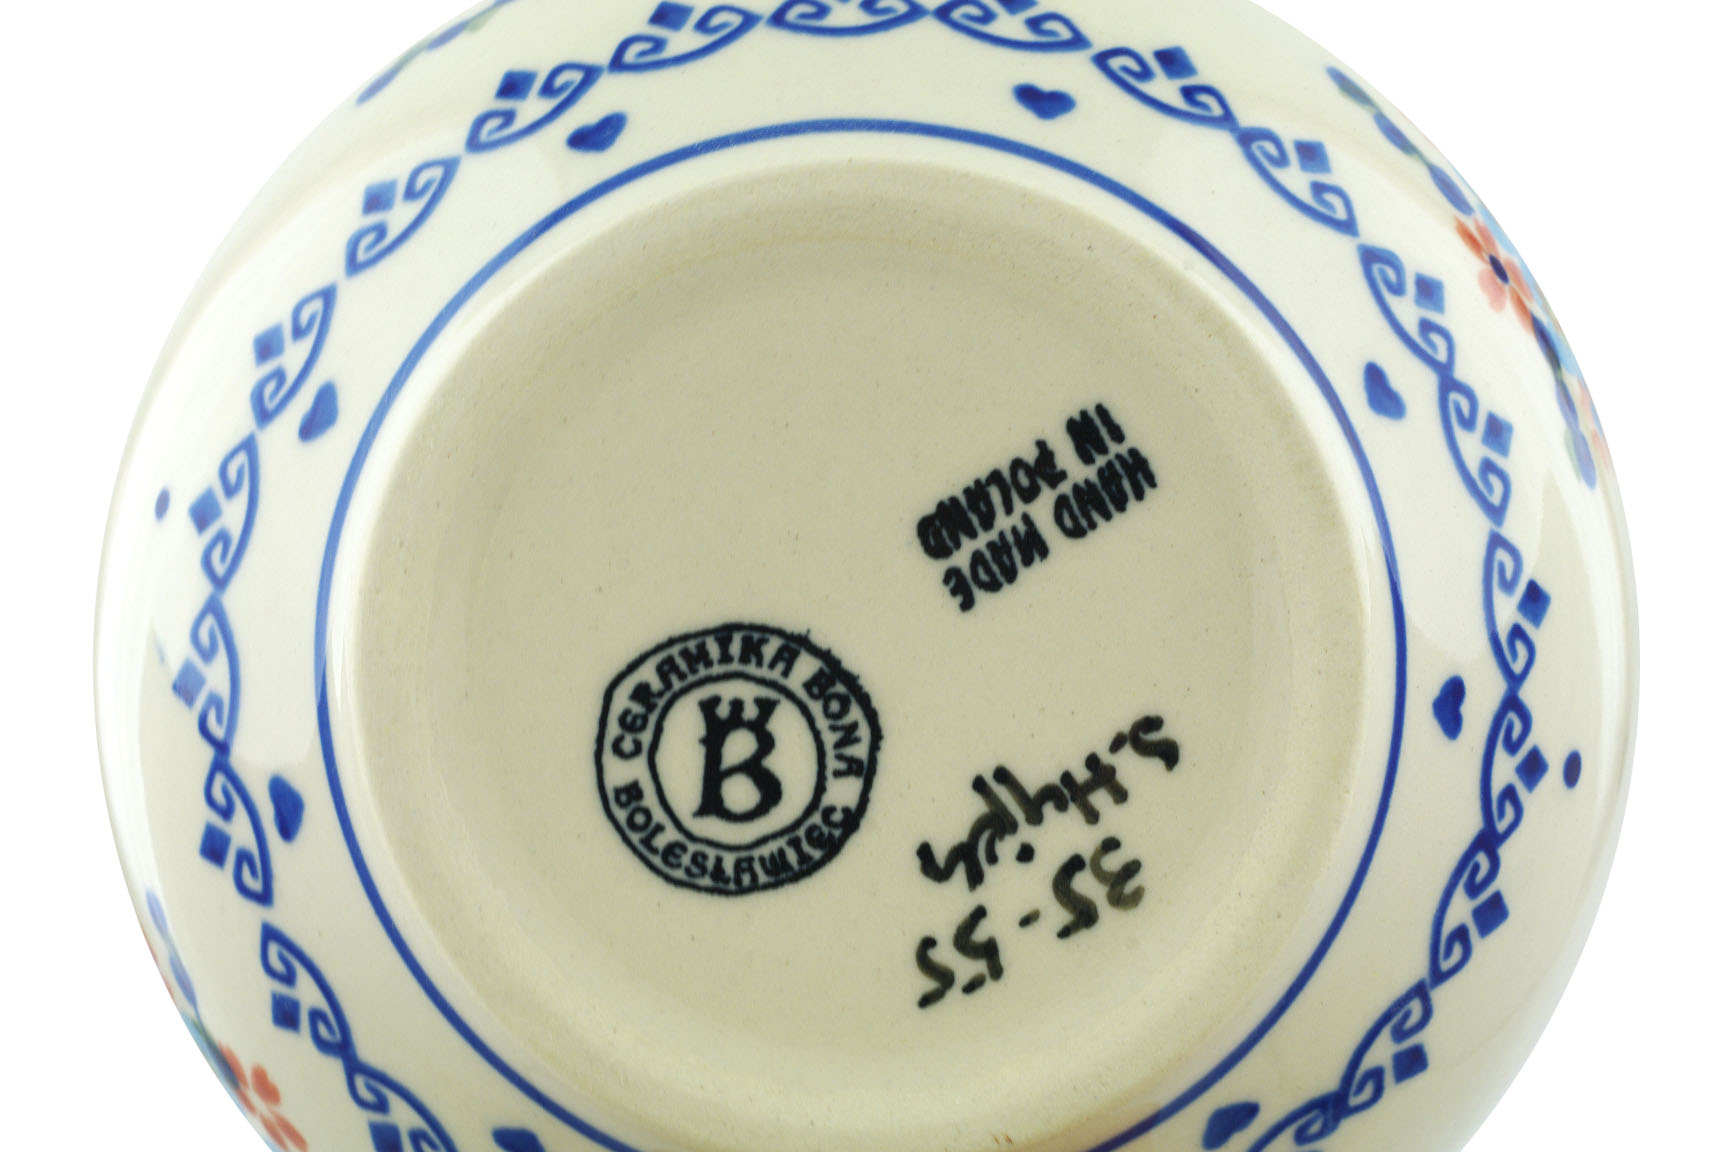 CERAMIKA BONA
BOLESŁAWIEC
B
HAND MADE
IN POLAND
35-55